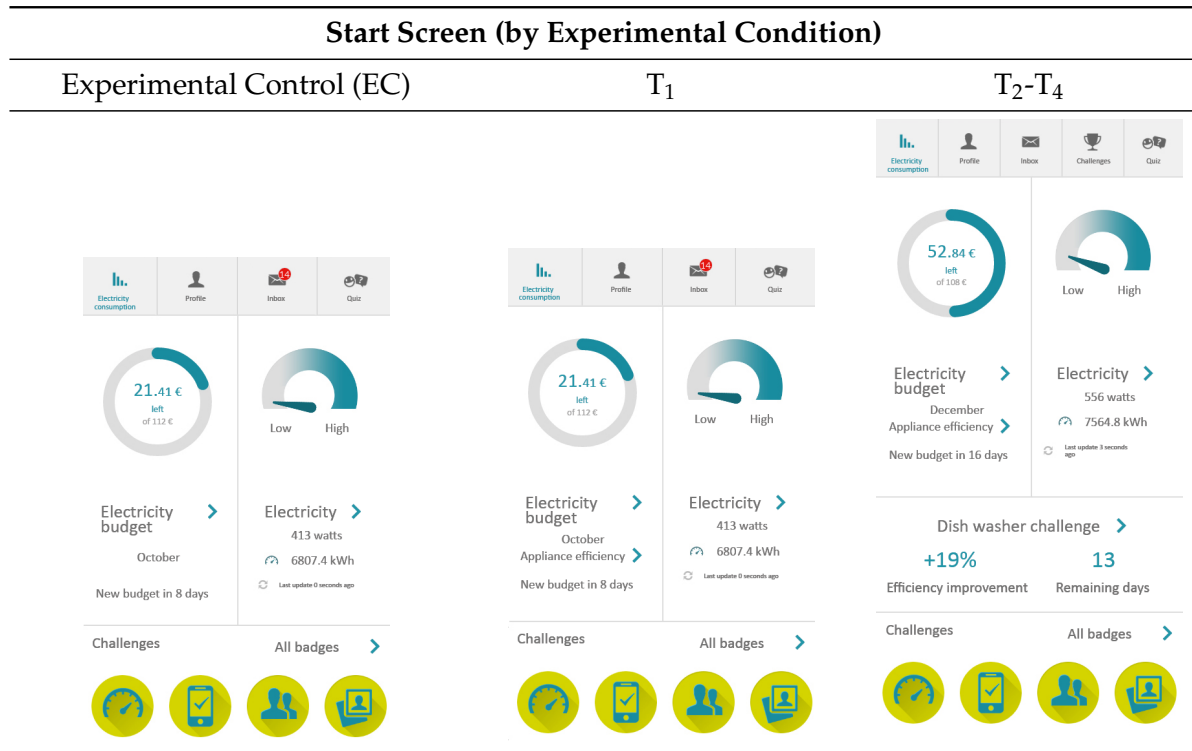 Start Screen (by Experimental Condition)
Experimental Control (EC)
T1
T2-T4
Electricity
consumption
Profile
14
Inbox
Quiz
21.41 €
left
of 112 €
Low High
Electricity
budget
October
New budget in 8 days
Electricity
413 watts
6807.4 kWh
Last update 0 seconds ago
Challenges
All badges
Electricity
consumption
Profile
14
Inbox
Quiz
21.41 €
left
of 112 €
Low High
Electricity
budget
October
Appliance efficiency
New budget in 8 days
Electricity
413 watts
6807.4 kWh
Last update 0 seconds ago
Challenges
All badges
Electricity
consumption
Profile
Inbox
Challenges
Quiz
52.84 €
left
of 108 €
Low High
Electricity
budget
December
Appliance efficiency
New budget in 16 days
Electricity
556 watts
7564.8 kWh
Last update 3 seconds
ago
Dish washer challenge
+19%
Efficiency improvement
13
Remaining days
Challenges
All badges